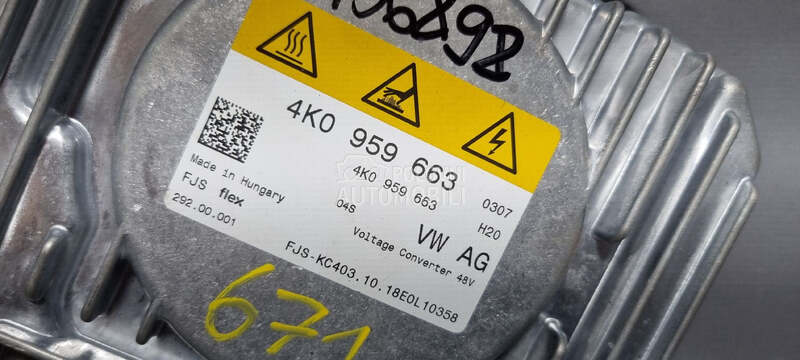 4K0 959 663
4K0 959 663
0307
04S
H20
Made in Hungary
FJS flex
292.00.001
VW AG
Voltage Converter 48V
FJS-KC403.10.18E0L10358
671
AUTOMOBILI